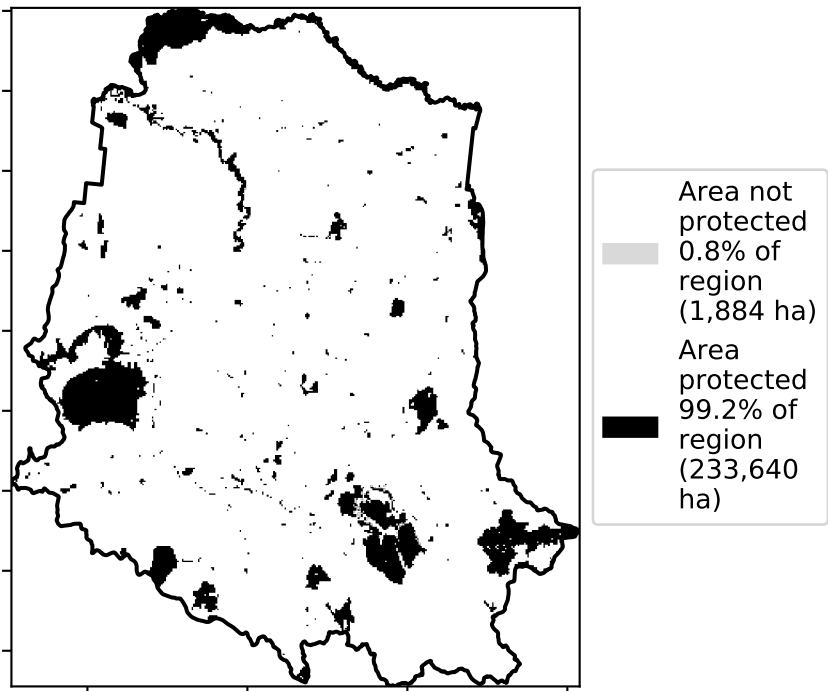 Area not
protected
0.8% of
region
(1,884 ha)
Area
protected
99.2% of
region
(233,640
ha)